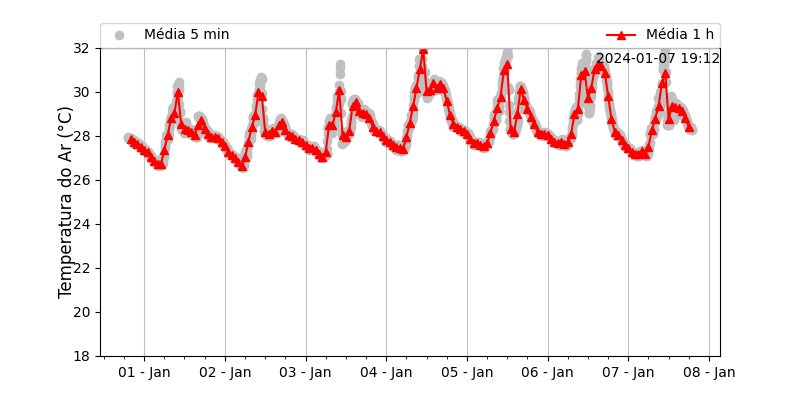 Média 5 min
Média 1 h
2024-01-07 19:12
Temperatura do Ar (°C)
32
30
28
26
24
22
20
18
01 - Jan
02 - Jan
03 - Jan
04 - Jan
05 - Jan
06 - Jan
07 - Jan
08 - Jan